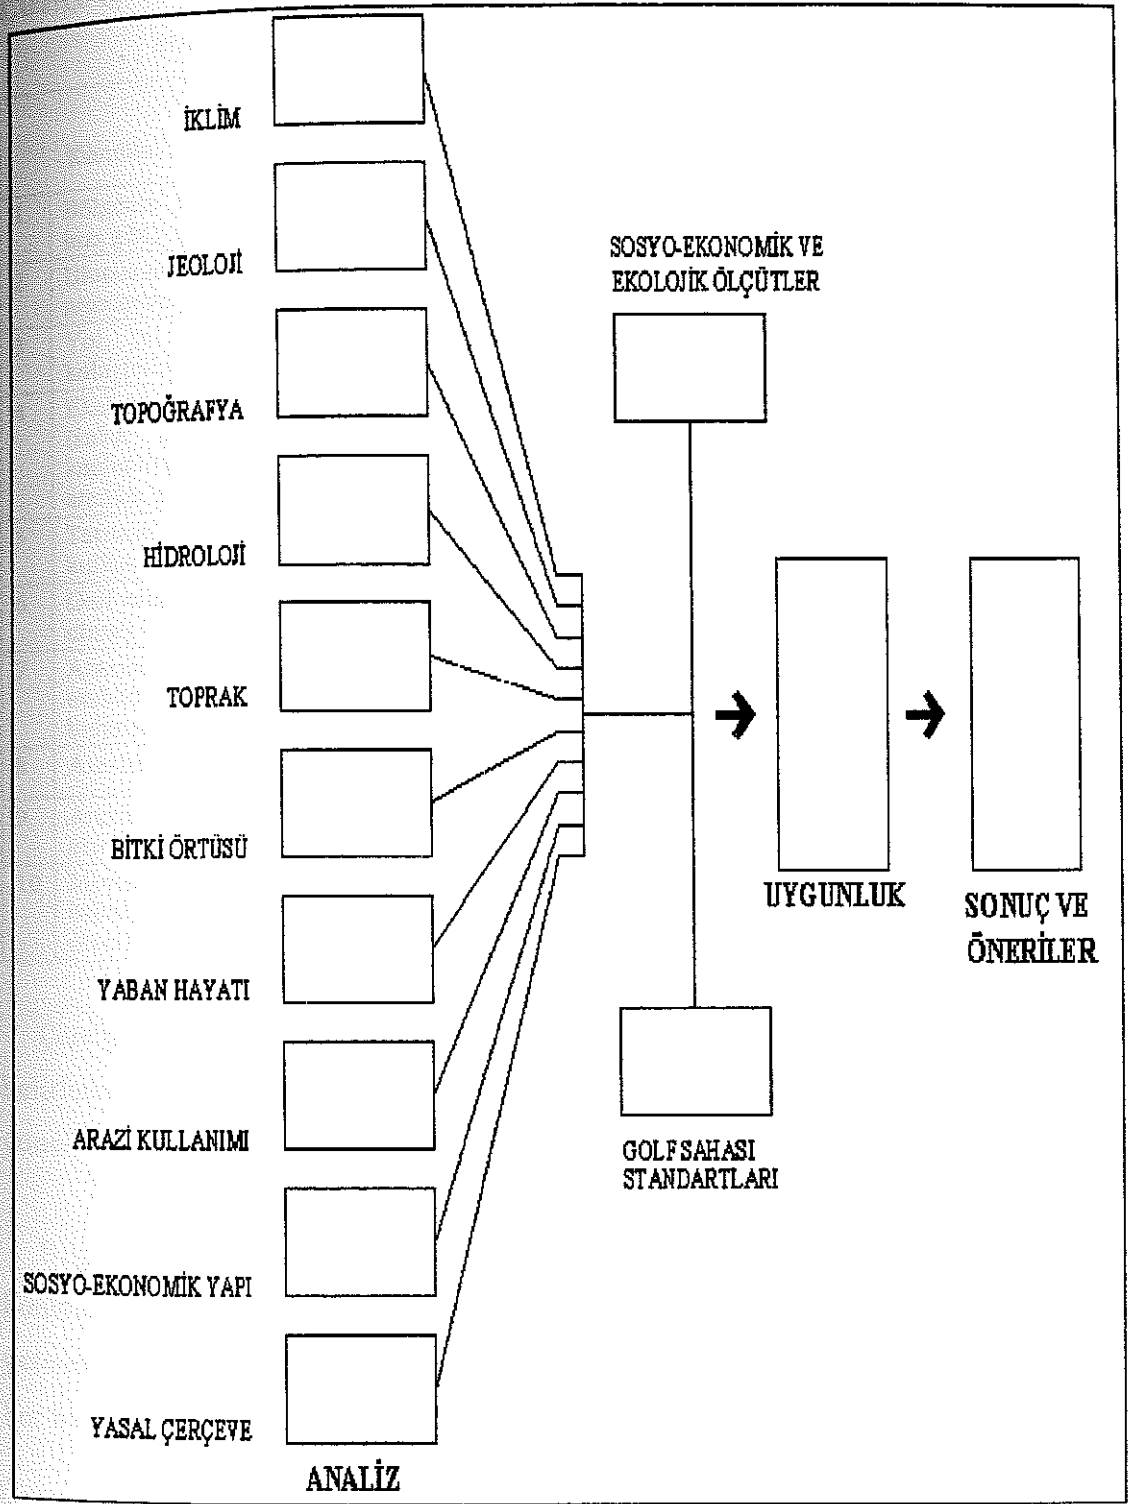 İKLİM
JEOLOJİ
TOPOĞRAFYA
HİDROLOJİ
TOPRAK
BİTKİ ÖRTÜSÜ
YABAN HAYATI
ARAZİ KULLANIMI
SOSYO-EKONOMİK YAPI
YASAL ÇERÇEVE
ANALİZ
SOSYO-EKONOMİK VE
EKOLOJİK ÖLÇÜTLER
GOLF SAHASI
STANDARTLARI
UYGUNLUK
SONUÇ VE
ÖNERİLER